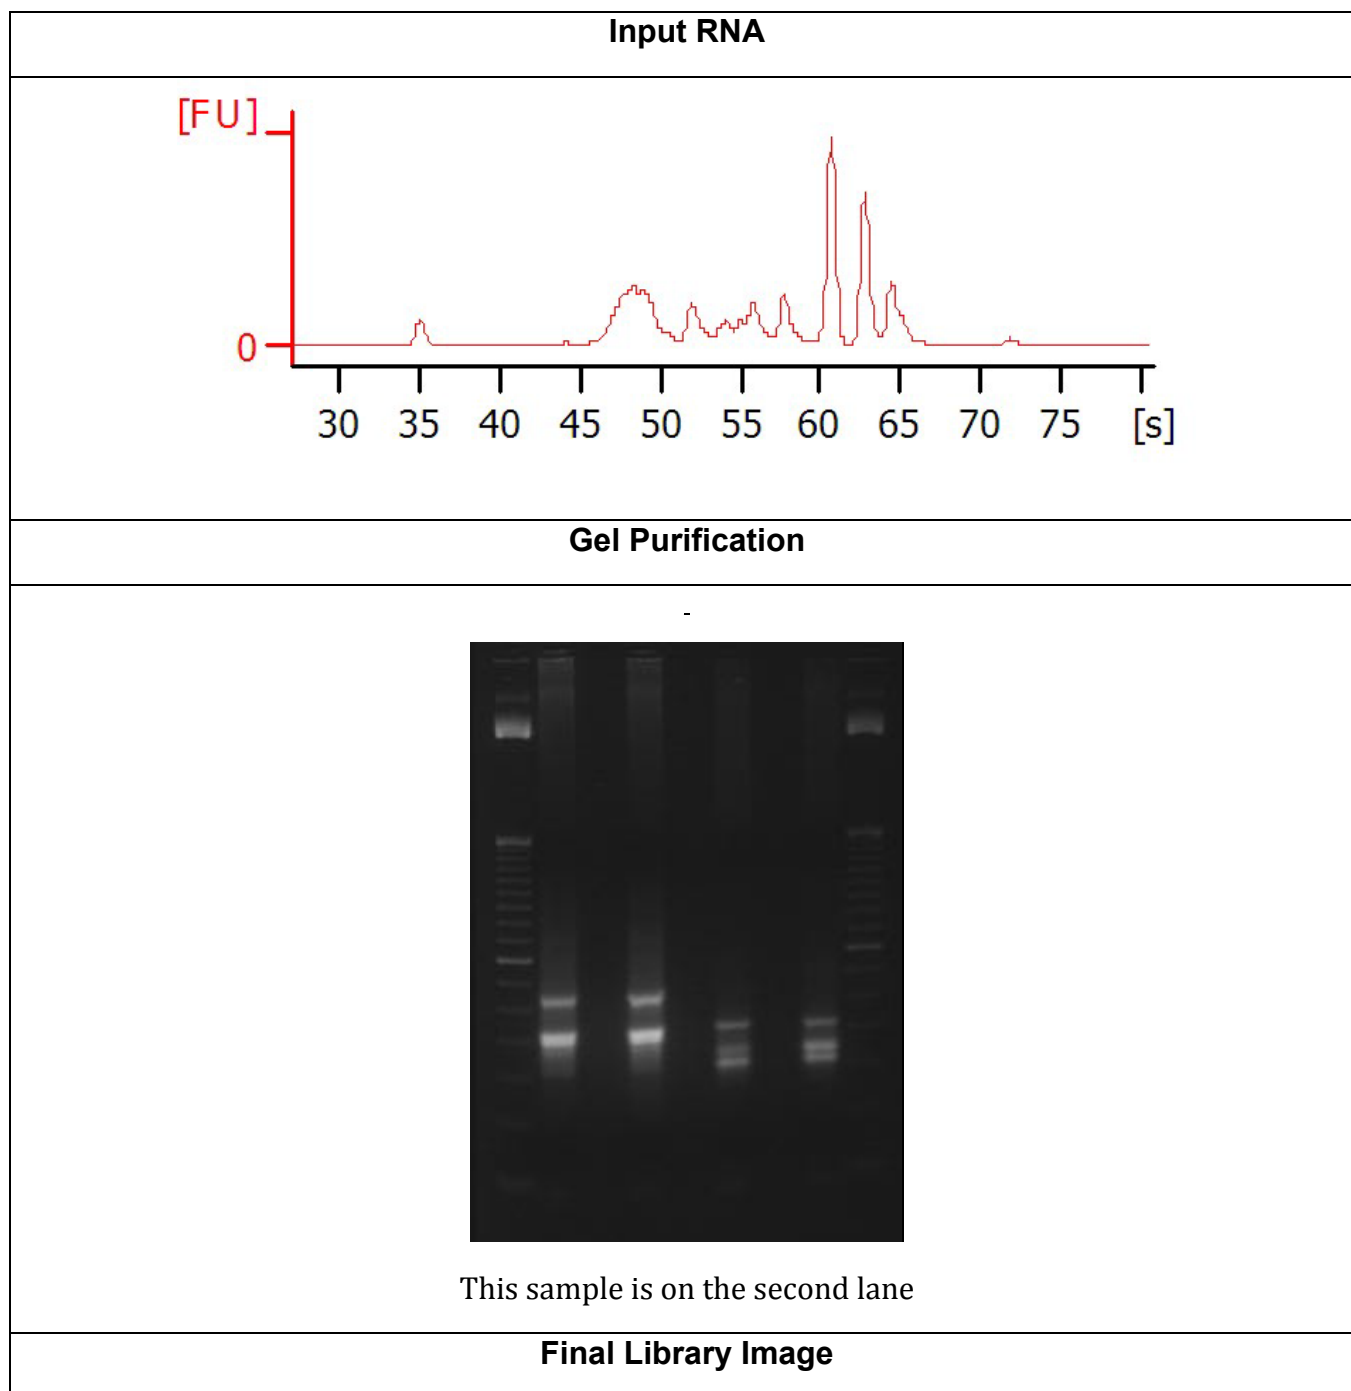 Input RNA
[FU]
0
30 35 40 45 50 55 60 65 70 75 [s]
Gel Purification
-
This sample is on the second lane
Final Library Image